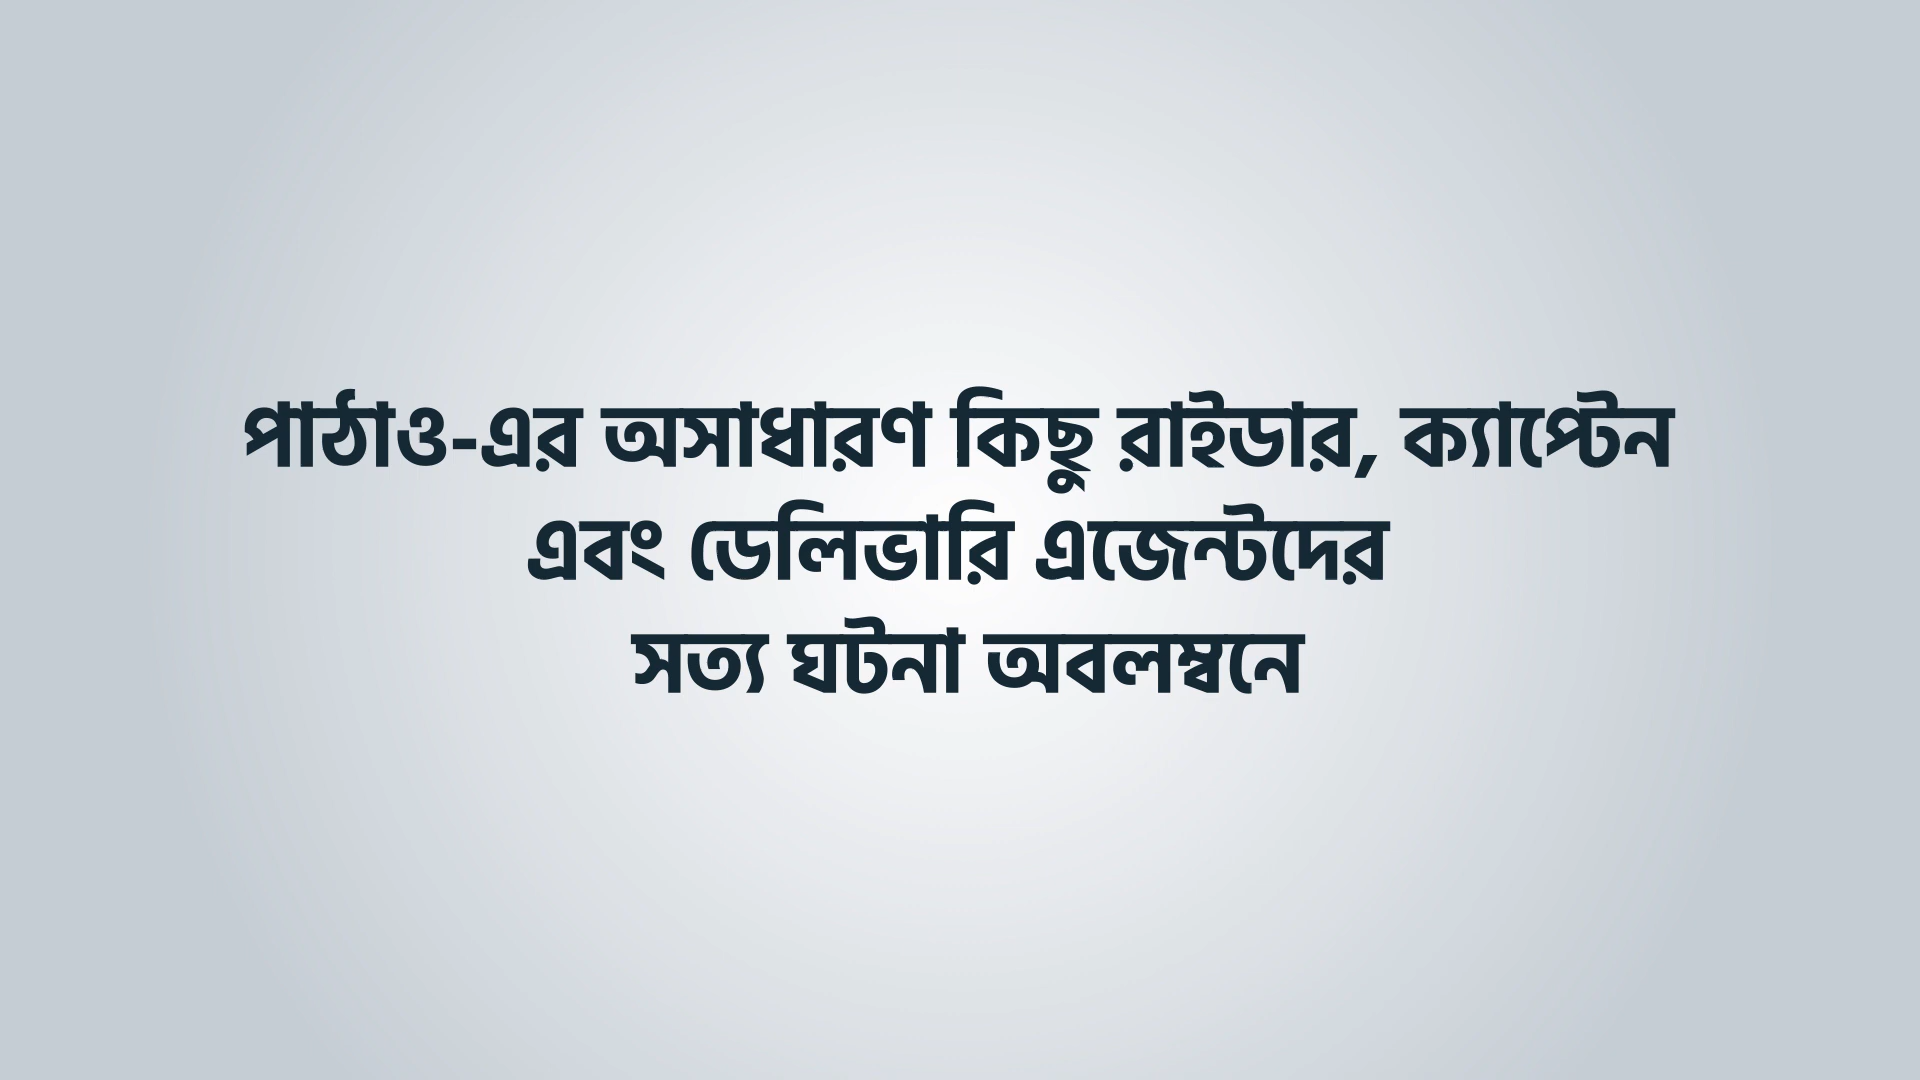 পাঠাও-এর অসাধারণ কিছু রাইডার, ক্যাপ্টেন
এবং ডেলিভারি এজেন্টদের
সত্য ঘটনা অবলম্বনে